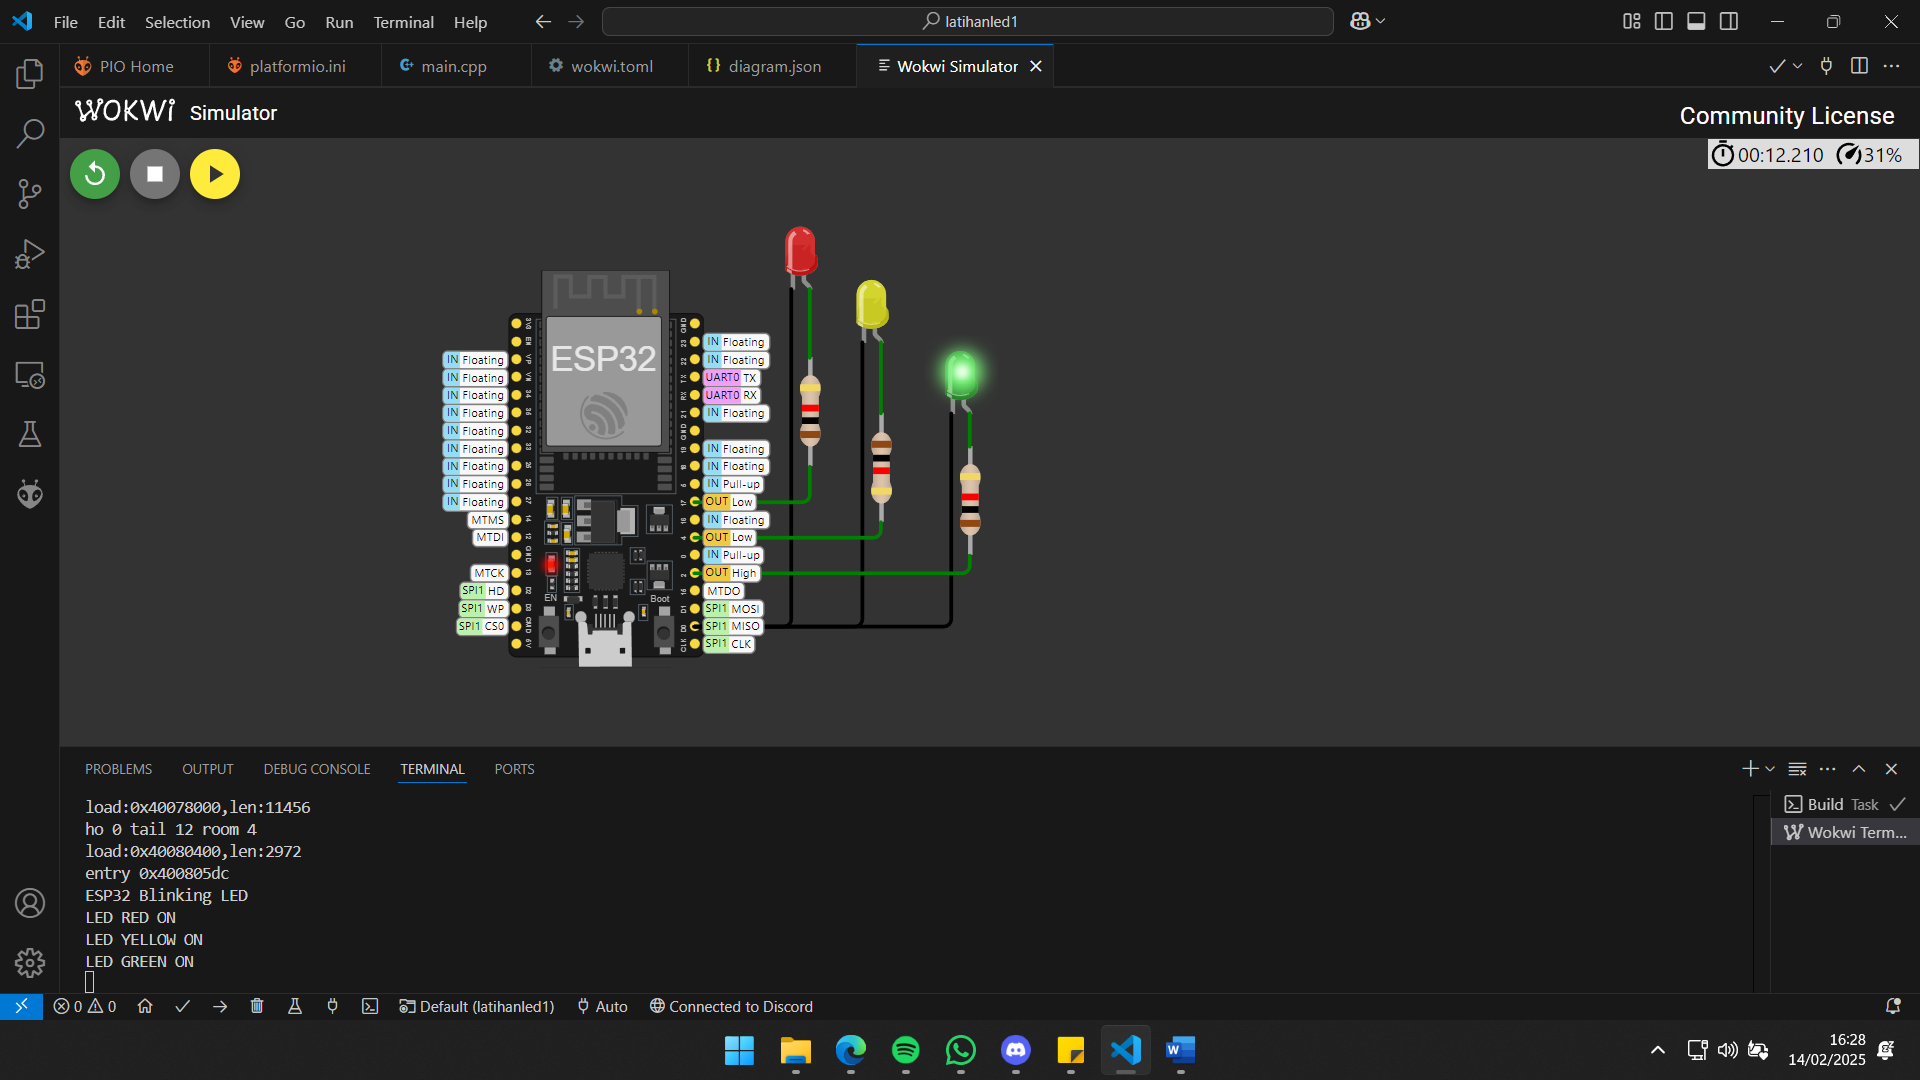 File Edit Selection View Go Run Terminal Help
latihanled1
PIO Home
platformio.ini
main.cpp
wokwi.toml
diagram.json
Wokwi Simulator
WOKWi Simulator
Community License
00:12.210 31%
ESP32
IN Floating
IN Floating
IN Floating
IN Floating
IN Floating
IN Floating
IN Floating
IN Floating
IN Floating
MTMS
MTDI
MTCK
SPI1 HD
SPI1 WP
SPI1 CS0
IN Floating
IN Floating
UART0 TX
UART0 RX
IN Floating
IN Floating
IN Floating
IN Pull-up
OUT Low
IN Floating
OUT Low
IN Pull-up
OUT High
MTDO
SPI1 MOSI
SPI1 MISO
SPI1 CLK
EN
Boot
PROBLEMS OUTPUT DEBUG CONSOLE TERMINAL PORTS
load:0x40078000,len:11456
ho 0 tail 12 room 4
load:0x40080400,len:2972
entry 0x400805dc
ESP32 Blinking LED
LED RED ON
LED YELLOW ON
LED GREEN ON
Build Task
Wokwi Term...
0 0
Default (latihanled1)
Auto
Connected to Discord
16:28
14/02/2025